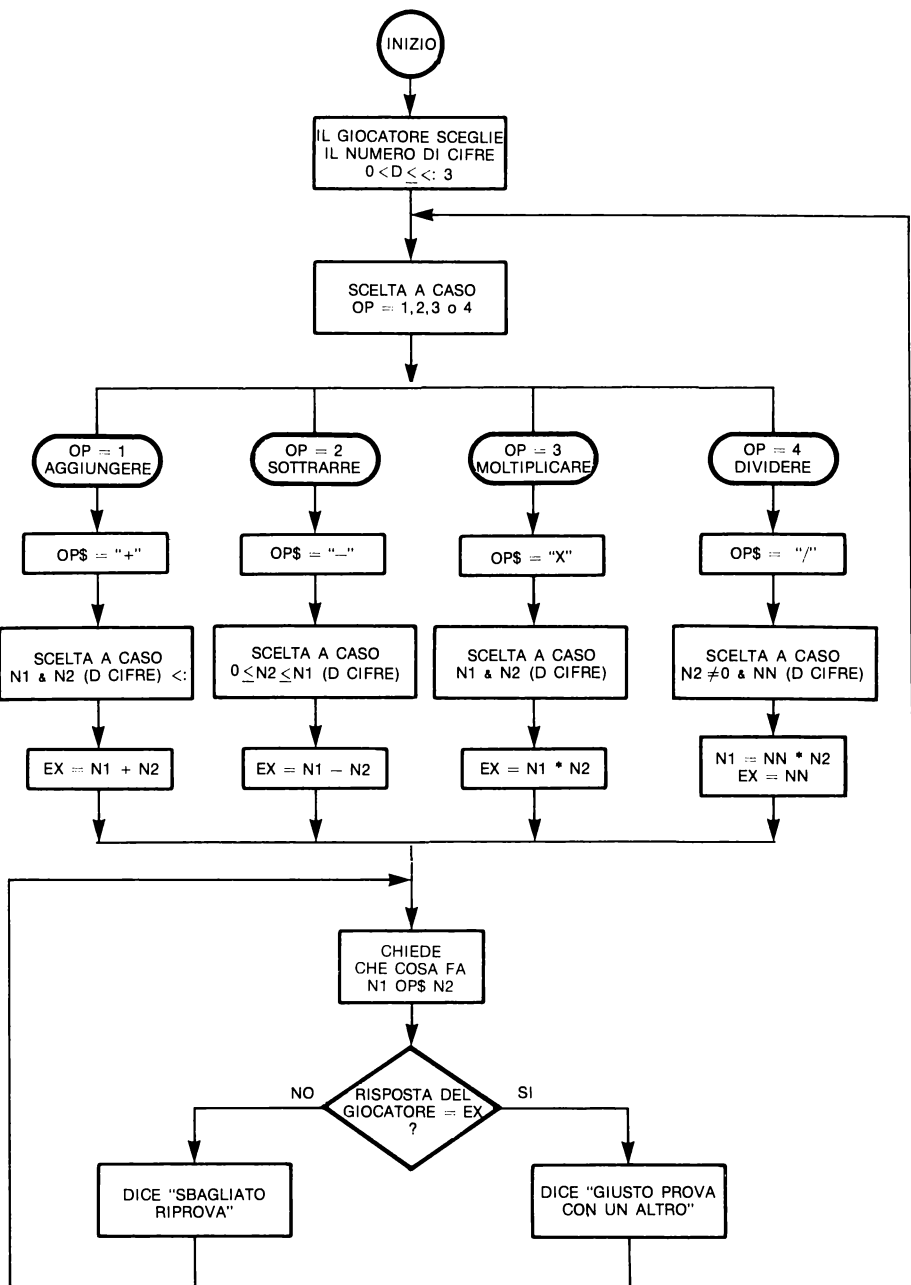 INIZIO
IL GIOCATORE SCEGLIE
IL NUMERO DI CIFRE
0 <D ≤ <: 3
SCELTA A CASO
OP = 1,2,3 o 4
OP = 1
AGGIUNGERE
OP = 2
SOTTRARRE
OP = 3
MOLTIPLICARE
OP = 4
DIVIDERE
OP$ = "+"
OP$ = "–"
OP$ = "X"
OP$ = "/"
SCELTA A CASO
N1 & N2 (D CIFRE) <:
SCELTA A CASO
0 ≤N2 ≤N1 (D CIFRE)
SCELTA A CASO
N1 & N2 (D CIFRE)
SCELTA A CASO
N2 ≠0 & NN (D CIFRE)
EX = N1 + N2
EX = N1 – N2
EX = N1 * N2
N1 = NN * N2
EX = NN
CHIEDE
CHE COSA FA
N1 OP$ N2
NO
RISPOSTA DEL
GIOCATORE = EX
?
SI
DICE "SBAGLIATO
RIPROVA"
DICE "GIUSTO PROVA
CON UN ALTRO"